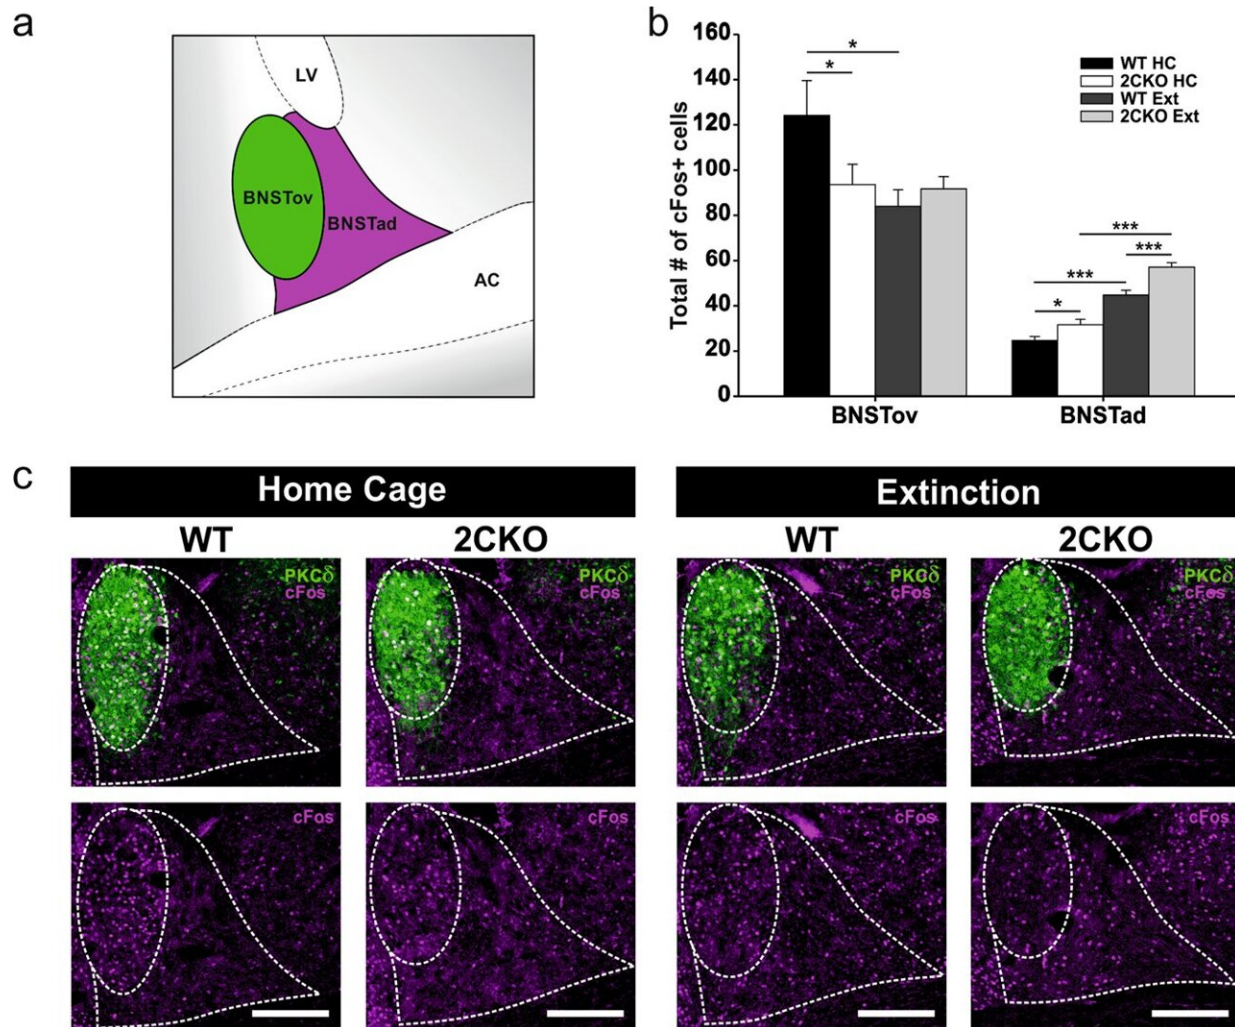 a
LV
BNSTov
BNSTad
AC
b
Total # of cFos+ cells
160
140
120
100
80
60
40
20
0
WT HC
2CKO HC
WT Ext
2CKO Ext
*
*
***
***
***
*
BNSTov
BNSTad
c
Home Cage
Extinction
WT
2CKO
WT
2CKO
PKCδ
cFos
PKCδ
cFos
PKCδ
cFos
PKCδ
cFos
cFos
cFos
cFos
cFos